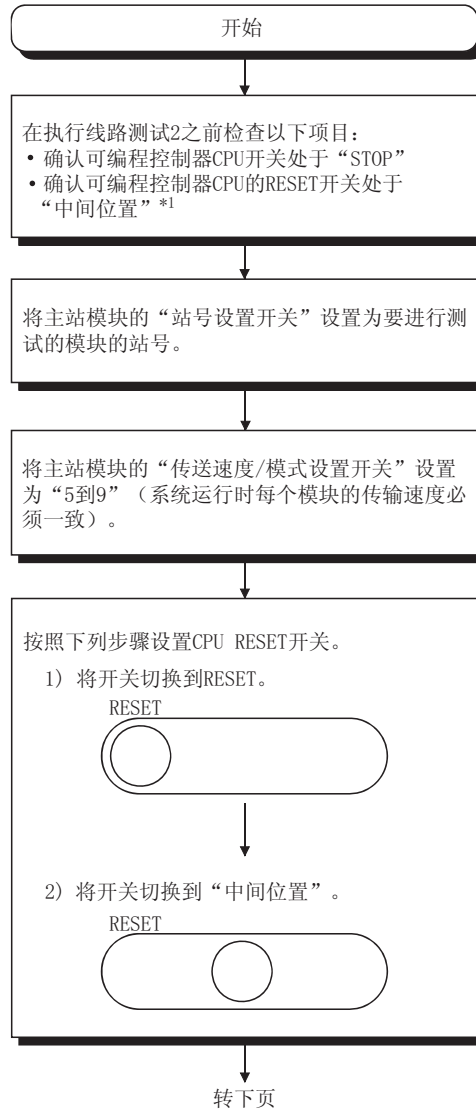 开始
在执行线路测试2之前检查以下项目：
• 确认可编程控制器CPU开关处于“STOP”
• 确认可编程控制器CPU的RESET开关处于
“中间位置”*1
将主站模块的“站号设置开关”设置为要进行测
试的模块的站号。
将主站模块的“传送速度/模式设置开关”设置
为“5到9”（系统运行时每个模块的传输速度必
须一致）。
按照下列步骤设置CPU RESET开关。
1) 将开关切换到RESET。
RESET
2) 将开关切换到“中间位置”。
RESET
转下页